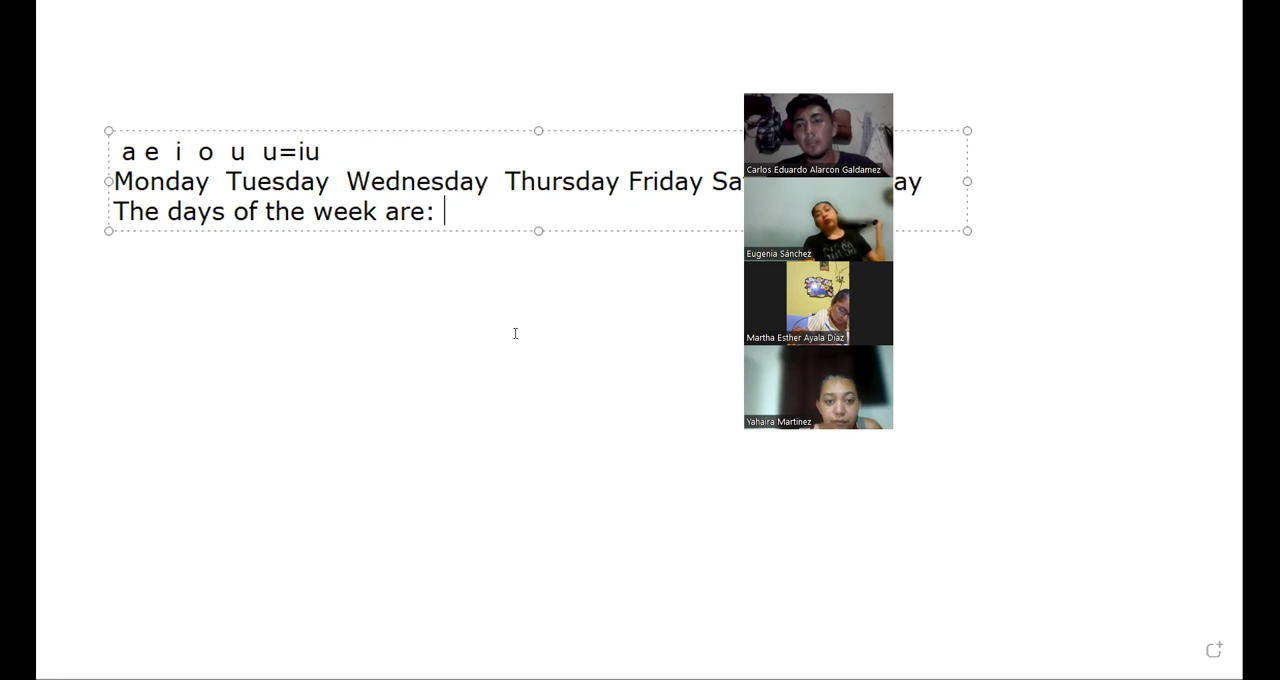 a e i o u u=iu
Monday Tuesday Wednesday Thursday Friday
The days of the week are:
Carlos Eduardo Alarcon Galdamez
Eugenia Sánchez
Martha Esther Ayala Díaz
Yahaira Martinez